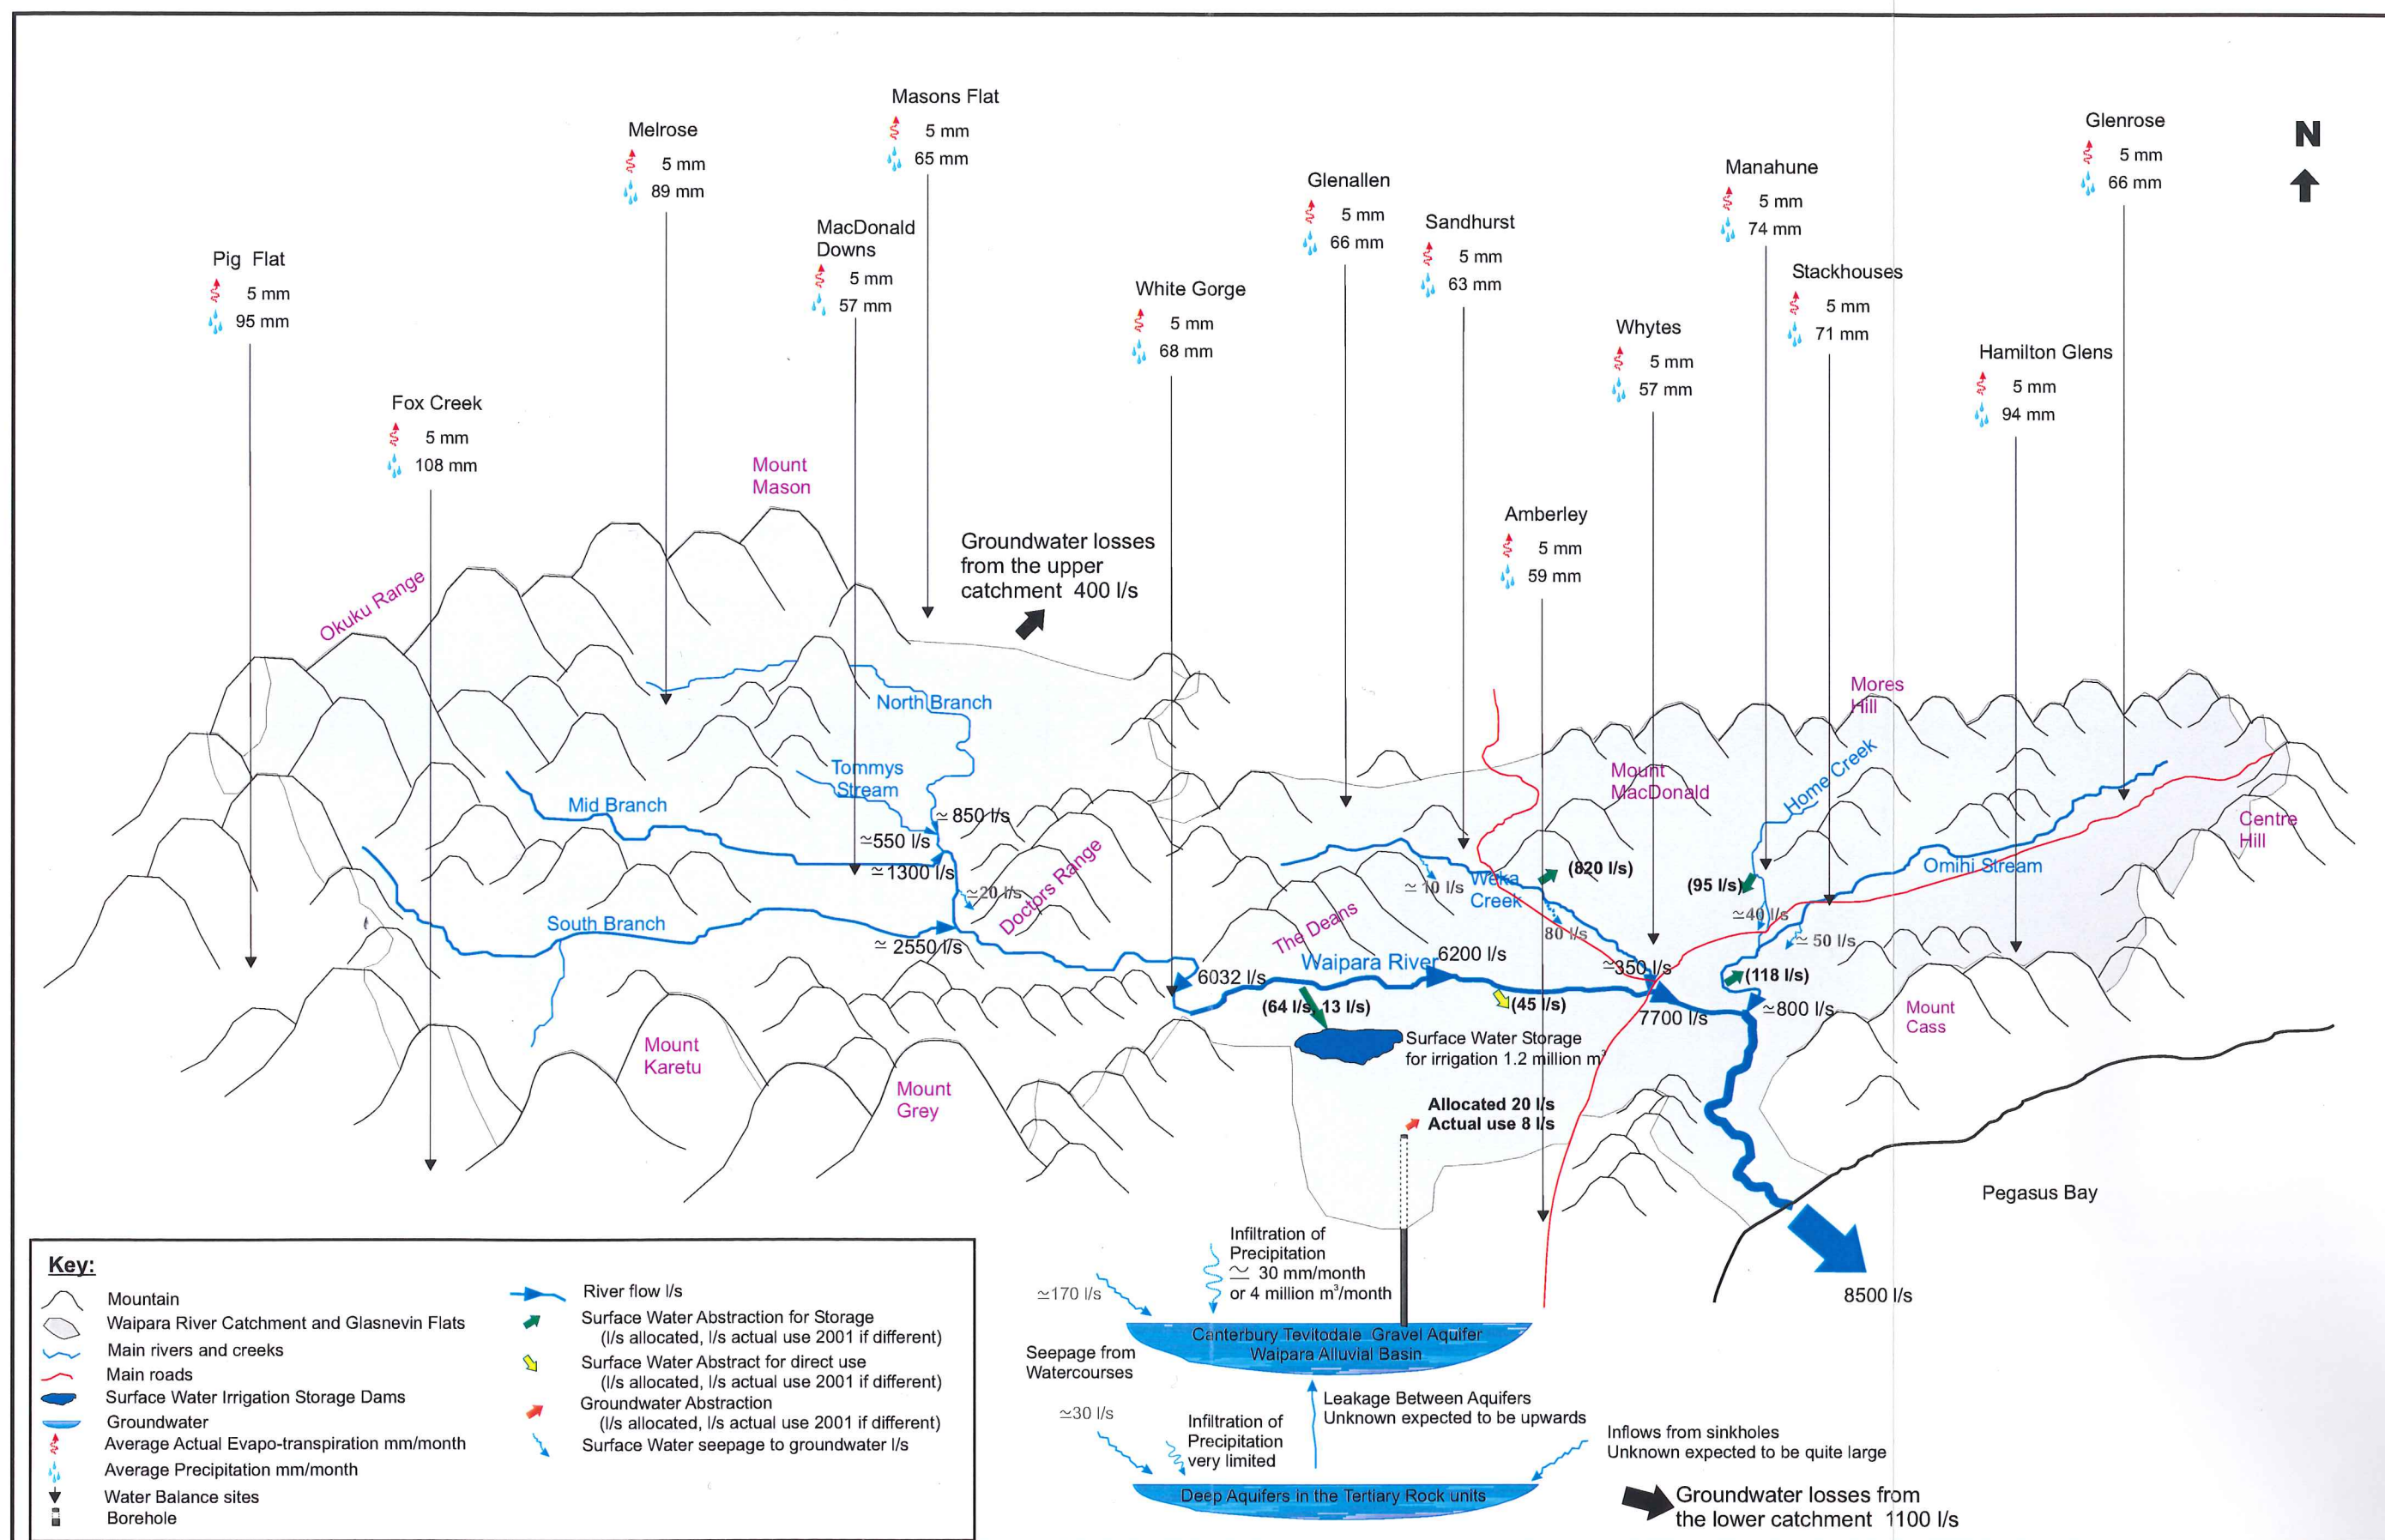 N
Masons Flat
5 mm
65 mm
Melrose
5 mm
89 mm
Glenrose
5 mm
66 mm
Manahune
5 mm
74 mm
Glenallen
5 mm
66 mm
Sandhurst
5 mm
63 mm
MacDonald
Downs
5 mm
57 mm
Pig Flat
5 mm
95 mm
Stackhouses
5 mm
71 mm
White Gorge
5 mm
68 mm
Whytes
5 mm
57 mm
Hamilton Glens
5 mm
94 mm
Fox Creek
5 mm
108 mm
Amberley
5 mm
59 mm
Mount
Mason
Okuku Range
Groundwater losses
from the upper
catchment 400 l/s
North Branch
Tommys
Stream
Mid Branch
≃850 l/s
≃550 l/s
≃1300 l/s
≃20 l/s
Doctors Range
South Branch
≃ 2550 l/s
6032 l/s
The Deans
Waipara River
6200 l/s
≃ 10 l/s
Weka
Creek
(820 l/s)
80 l/s
≃350 l/s
Mount
MacDonald
Mores
Hill
Home Creek
Centre
Hill
Omihi Stream
(95 l/s)
≃40 l/s
≃ 50 l/s
(118 l/s)
≃800 l/s
7700 l/s
Mount
Cass
(64 l/s, 13 l/s)
(45 l/s)
Surface Water Storage
for irrigation 1.2 million m³
Mount
Karetu
Mount
Grey
Allocated 20 l/s
Actual use 8 l/s
Pegasus Bay
8500 l/s
Key:
Mountain
Waipara River Catchment and Glasnevin Flats
Main rivers and creeks
Main roads
Surface Water Irrigation Storage Dams
Groundwater
Average Actual Evapo-transpiration mm/month
Average Precipitation mm/month
Water Balance sites
Borehole
River flow l/s
Surface Water Abstraction for Storage
(l/s allocated, l/s actual use 2001 if different)
Surface Water Abstract for direct use
(l/s allocated, l/s actual use 2001 if different)
Groundwater Abstraction
(l/s allocated, l/s actual use 2001 if different)
Surface Water seepage to groundwater l/s
Infiltration of
Precipitation
≃ 30 mm/month
or 4 million m³/month
≃170 l/s
Canterbury Tevitodale Gravel Aquifer
Waipara Alluvial Basin
Seepage from
Watercourses
Leakage Between Aquifers
Unknown expected to be upwards
≃30 l/s
Infiltration of
Precipitation
very limited
Inflows from sinkholes
Unknown expected to be quite large
Deep Aquifers in the Tertiary Rock units
Groundwater losses from
the lower catchment 1100 l/s